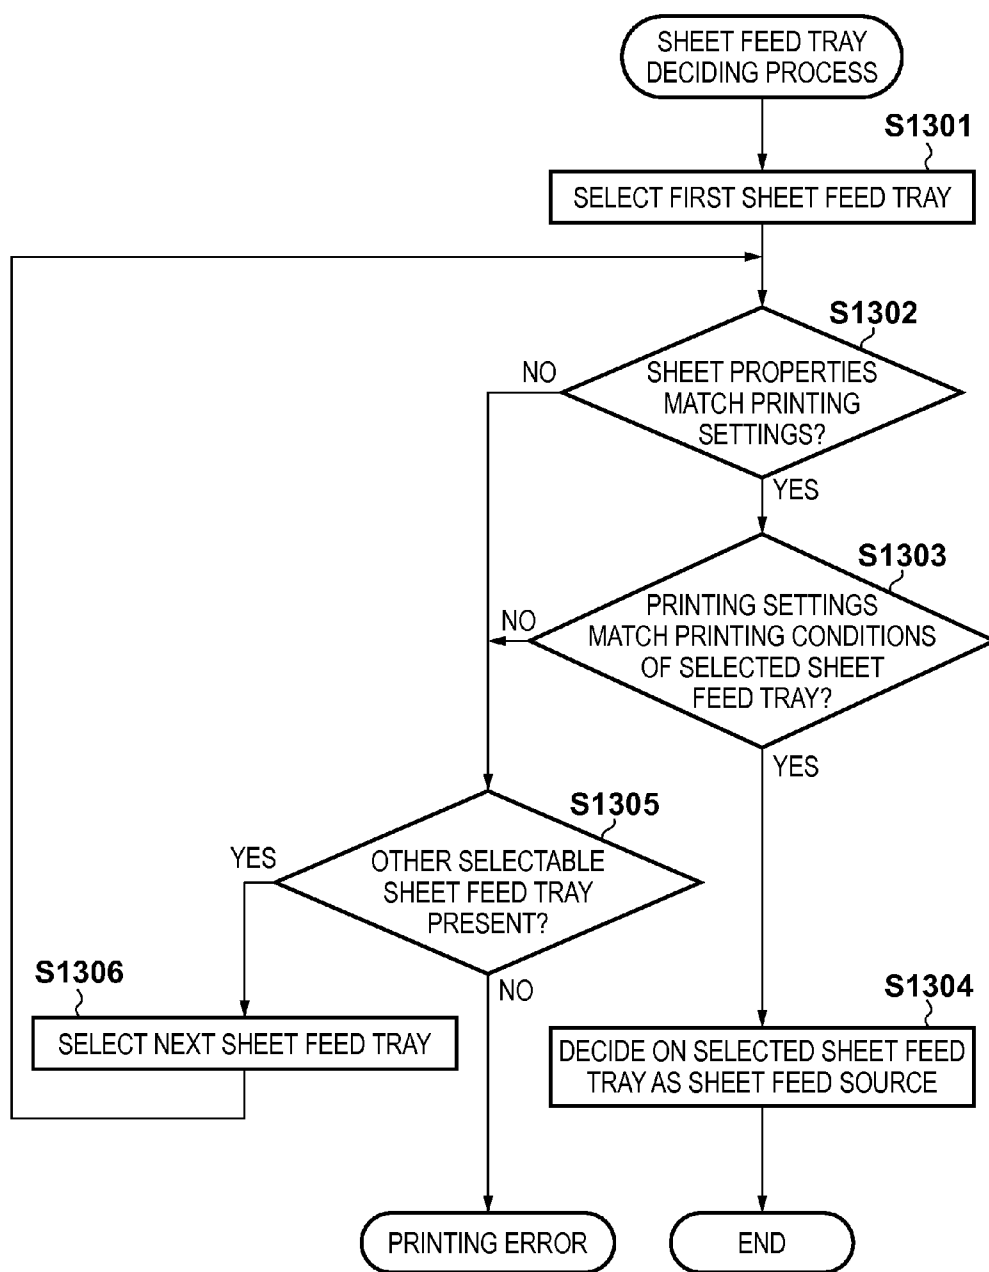 SHEET FEED TRAY
DECIDING PROCESS
S1301
SELECT FIRST SHEET FEED TRAY
S1302
NO
SHEET PROPERTIES
MATCH PRINTING
SETTINGS?
YES
S1303
NO
PRINTING SETTINGS
MATCH PRINTING CONDITIONS
OF SELECTED SHEET
FEED TRAY?
YES
S1305
YES
OTHER SELECTABLE
SHEET FEED TRAY
PRESENT?
NO
S1306
SELECT NEXT SHEET FEED TRAY
S1304
DECIDE ON SELECTED SHEET FEED
TRAY AS SHEET FEED SOURCE
PRINTING ERROR
END